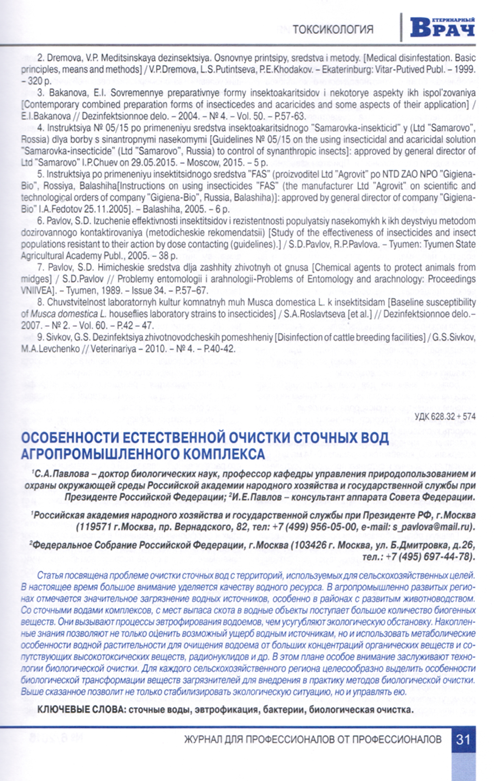 ТОКСИКОЛОГИЯ
ВЕТЕРИНАРНЫЙ
ВРАЧ
2. Dremova, V.P. Meditsinskaya dezinsektsiya. Osnovnye printsipy, sredstva i metody. [Medical disinfestation. Basic
principles, means and methods] / V.P.Dremova, L.S.Putintseva, P.E.Khodakov. – Ekaterinburg: Vitar-Putived Publ. – 1999.
– 320 p.
3. Bakanova, E.I. Sovremennye preparativnye formy insektoakaritsidov i nekotorye aspekty ikh ispol'zovaniya
[Contemporary combined preparation forms of insecticedes and acaricides and some aspects of their application] /
E.I.Bakanova // Dezinfektsionnoe delo. – 2004. – № 4. – Vol. 50. – P.57-63.
4. Instruktsiya № 05/15 po primeneniyu sredstva insektoakaritsidnogo "Samarovka-insekticid" у (Ltd "Samarovo",
Rossiya) dlya borby s sinantropnymi nasekomymi [Guidelines № 05/15 on the using insecticidal and acaricidal solution
"Samarovka-insecticide" (Ltd "Samarovo", Russia) to control of synanthropic insects]: approved by general director of
Ltd "Samarovo" I.P.Chuev on 29.05.2015. – Moscow, 2015. – 5 p.
5. Instruktsiya po primeneniyu insektitsidnogo sredstva "FAS" (proizvoditel Ltd "Agrovit" po NTD ZAO NPO "Gigiena-
Bio", Rossiya, Balashiha[Instructions on using insecticides "FAS" (the manufacturer Ltd "Agrovit" on scientific and
technological orders of company "Gigiena-Bio", Russia, Balashiha)]: approved by general director of company "Gigiena-
Bio" I.A.Fedotov 25.11.2005]. – Balashiha, 2005. – 6 p.
6. Pavlov, S.D. Izuchenie effektivnosti insektitsidov i rezistentnosti populyatsiy nasekomykh k ikh deystviyu metodom
dozirovannogo kontaktirovaniya (metodicheskie rekomendatsii) [Study of the effectiveness of insecticides and insect
populations resistant to their action by dose contacting (guidelines).] / S.D.Pavlov, R.P.Pavlova. – Tyumen: Tyumen State
Agricultural Academy Publ., 2005. – 38 p.
7. Pavlov, S.D. Himicheskie sredstva dlja zashhity zhivotnyh ot gnusa [Chemical agents to protect animals from
midges] / S.D.Pavlov // Problemy entomologii i arahnologii-Problems of Entomology and arachnology: Proceedings
VNIIVEA]. – Tyumen, 1989. – Issue 34. – P.57–67.
8. Chuvstvitelnost laboratornyh kultur komnatnyh muh Musca domestica L. k insektitsidam [Baseline susceptibility
of Musca domestica L. houseflies laboratory strains to insecticides] / S.A.Roslavtseva [et al.] // Dezinfektsionnoe delo.–
2007. – № 2. – Vol. 60. – P.42 – 47.
9. Sivkov, G.S. Dezinfektsiya zhivotnovodcheskih pomeshheniy [Disinfection of cattle breeding facilities] / G.S.Sivkov,
M.A.Levchenko // Veterinariya – 2010. – № 4. – P.40-42.
УДК 628.32 + 574
ОСОБЕННОСТИ ЕСТЕСТВЕННОЙ ОЧИСТКИ СТОЧНЫХ ВОД
АГРОПРОМЫШЛЕННОГО КОМПЛЕКСА
¹С.А.Павлова – доктор биологических наук, профессор кафедры управления природопользованием и
охраны окружающей среды Российской академии народного хозяйства и государственной службы при
Президенте Российской Федерации; ²И.Е.Павлов – консультант аппарата Совета Федерации.
¹Российская академия народного хозяйства и государственной службы при Президенте РФ, г.Москва
(119571 г.Москва, пр. Вернадского, 82, тел: +7 (499) 956-05-00, e-mail: s_pavlova@mail.ru).
²Федеральное Собрание Российской Федерации, г.Москва (103426 г. Москва, ул. Б.Дмитровка, д.26,
тел.: +7 (495) 697-44-78).
Статья посвящена проблеме очистки сточных вод с территорий, используемых для сельскохозяйственных целей.
В настоящее время большое внимание уделяется качеству водного ресурса. В агропромышленно развитых регио-
нах отмечается значительное загрязнение водных источников, особенно в районах с развитым животноводством.
Со сточными водами комплексов, с мест выпаса скота в водные объекты поступает большое количество биогенных
веществ. Они вызывают процессы эвтрофирования водоемов, чем усугубляют экологическую обстановку. Накоплен-
ные знания позволяют не только оценить возможный ущерб водным источникам, но и использовать метаболические
особенности водной растительности для очищения водоема от больших концентраций органических веществ и со-
путствующих высокотоксических веществ, радионуклидов и др. В этом плане особое внимание заслуживают техно-
логии биологической очистки. Для каждого сельскохозяйственного региона целесообразно выделить особенности
биологической трансформации веществ загрязнителей для внедрения в практику методов биологической очистки.
Выше сказанное позволит не только стабилизировать экологическую ситуацию, но и управлять ею.
КЛЮЧЕВЫЕ СЛОВА: сточные воды, эвтрофикация, бактерии, биологическая очистка.
ЖУРНАЛ ДЛЯ ПРОФЕССИОНАЛОВ ОТ ПРОФЕССИОНАЛОВ
31